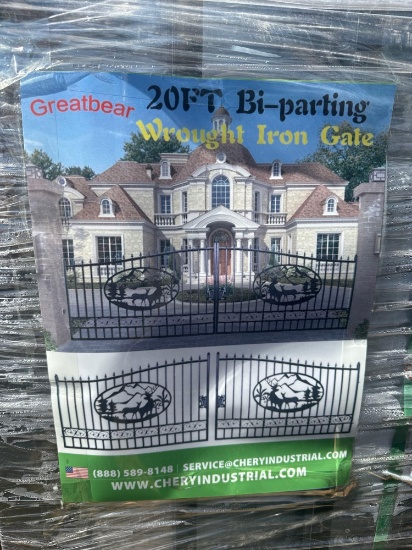 Greatbear
20FT Bi-parting
Wrought Iron Gate
(888) 589-8148 | SERVICE@CHERYINDUSTRIAL.COM
WWW.CHERYINDUSTRIAL.COM